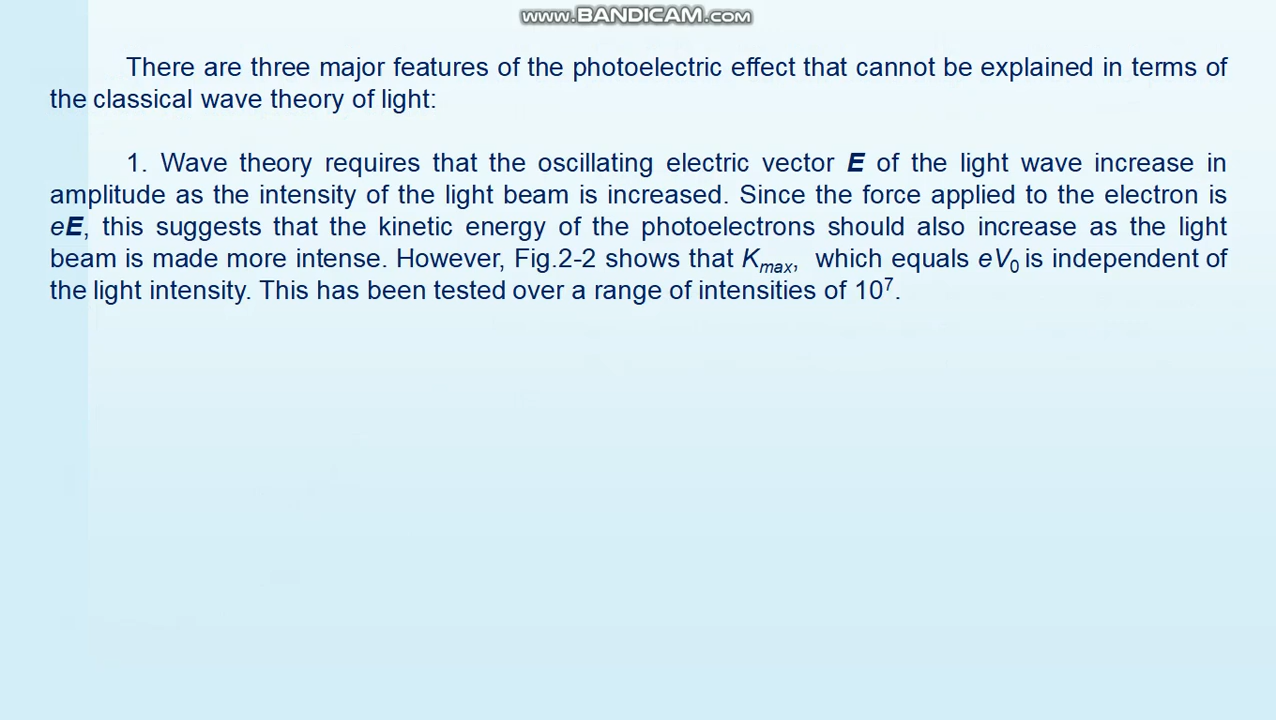 www.BANDICAM.com
There are three major features of the photoelectric effect that cannot be explained in terms of
the classical wave theory of light:
1. Wave theory requires that the oscillating electric vector E of the light wave increase in
amplitude as the intensity of the light beam is increased. Since the force applied to the electron is
eE, this suggests that the kinetic energy of the photoelectrons should also increase as the light
beam is made more intense. However, Fig.2-2 shows that Kmax, which equals eV₀ is independent of
the light intensity. This has been tested over a range of intensities of 10⁷.